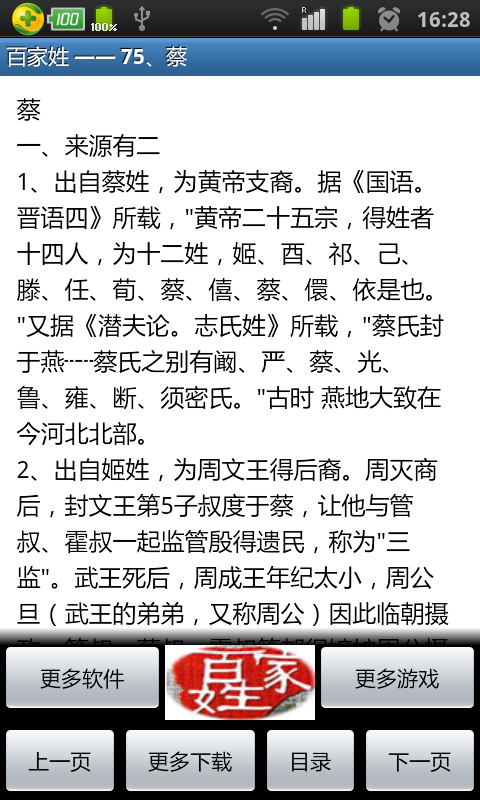 100
100%
R
16:28
百家姓 —— 75、蔡
蔡
一、来源有二
1、出自蔡姓，为黄帝支裔。据《国语。
晋语四》所载，"黄帝二十五宗，得姓者
十四人，为十二姓，姬、酉、祁、己、
滕、任、荀、蔡、僖、蔡、儇、依是也。
"又据《潜夫论。志氏姓》所载，"蔡氏封
于燕┄┄蔡氏之别有阚、严、蔡、光、
鲁、雍、断、须密氏。"古时 燕地大致在
今河北北部。
2、出自姬姓，为周文王得后裔。周灭商
后，封文王第5子叔度于蔡，让他与管
叔、霍叔一起监管殷得遗民，称为"三
监"。武王死后，周成王年纪太小，周公
旦（武王的弟弟，又称周公）因此临朝摄
更多软件
百家姓
更多游戏
上一页
更多下载
目录
下一页